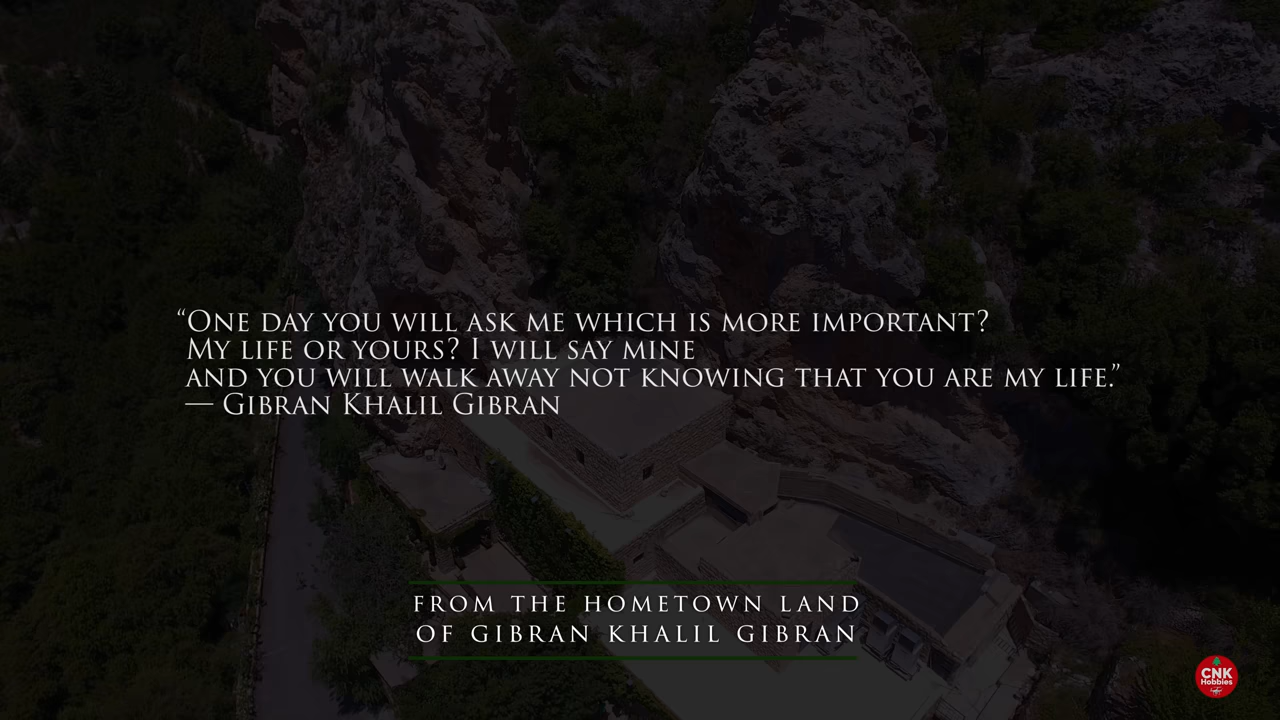 “One day you will ask me which is more important?
My life or yours? I will say mine
and you will walk away not knowing that you are my life.”
— Gibran Khalil Gibran
FROM THE HOMETOWN LAND
OF GIBRAN KHALIL GIBRAN
CNK
Hobbies